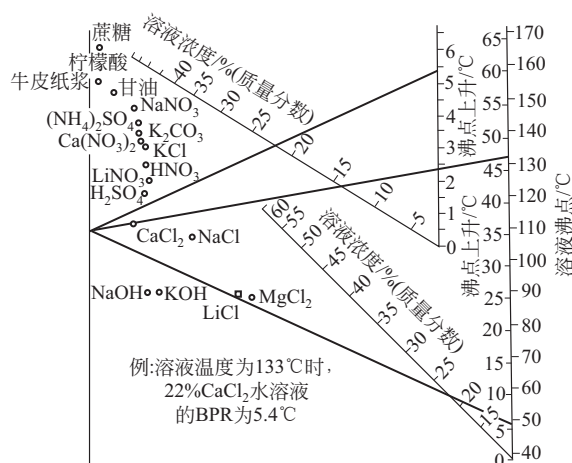 蔗糖
柠檬酸
牛皮纸浆
甘油
NaNO3
(NH4)2SO4
K2CO3
Ca(NO3)2
KCl
HNO3
LiNO3
H2SO4
CaCl2
NaCl
NaOH
KOH
LiCl
MgCl2
例:溶液温度为133℃时,
22%CaCl2水溶液
的BPR为5.4℃
溶液浓度/%(质量分数)
40
35
30
25
20
15
10
5
溶液浓度/%(质量分数)
60
55
50
45
40
35
30
25
20
15
5
0
沸点上升/℃
6
5
4
3
2
1
0
沸点上升/℃
65
60
55
50
45
40
35
30
25
20
15
10
5
0
溶液沸点/℃
170
160
150
140
130
120
110
100
90
80
70
60
50
40